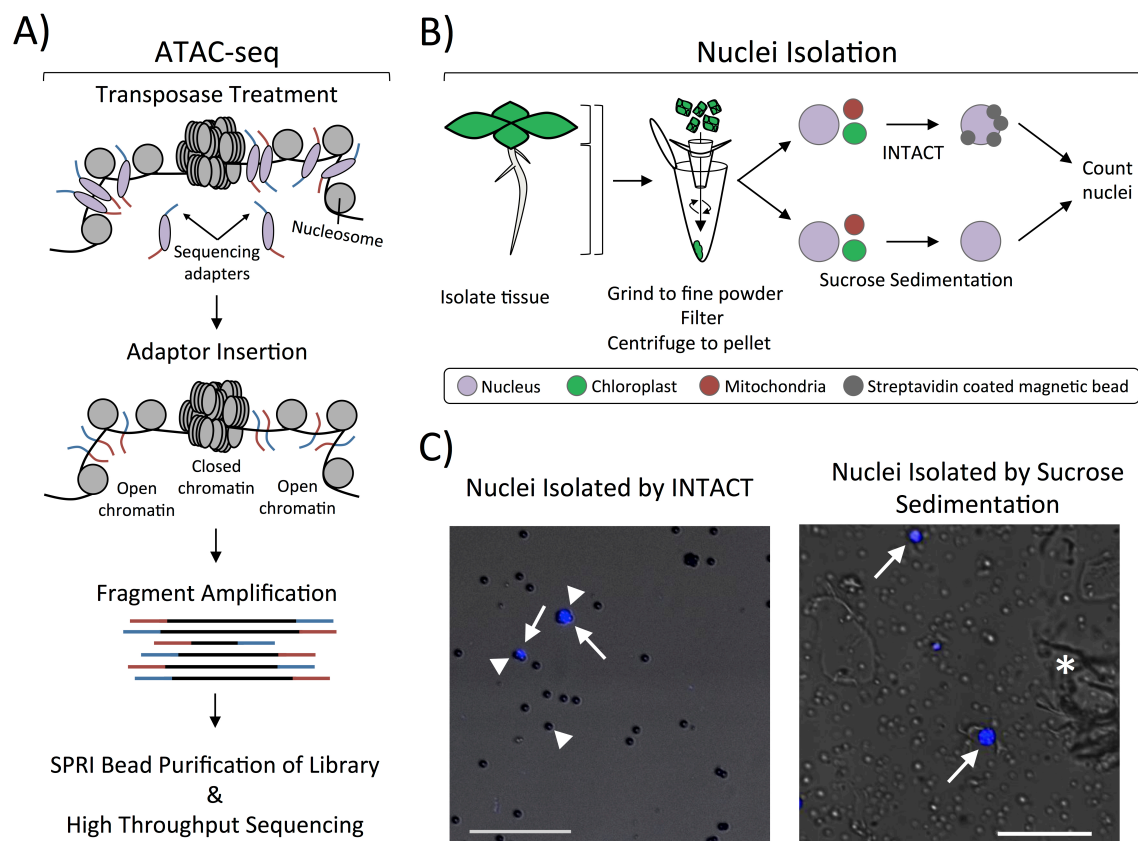 A)
ATAC-seq
Transposase Treatment
Nucleosome
Sequencing
adapters
Adaptor Insertion
Closed
chromatin
Open
chromatin
Open
chromatin
Fragment Amplification
SPRI Bead Purification of Library
&
High Throughput Sequencing
B)
Nuclei Isolation
INTACT
Count
nuclei
Sucrose Sedimentation
Isolate tissue
Grind to fine powder
Filter
Centrifuge to pellet
Nucleus
Chloroplast
Mitochondria
Streptavidin coated magnetic bead
C)
Nuclei Isolated by INTACT
Nuclei Isolated by Sucrose
Sedimentation
*